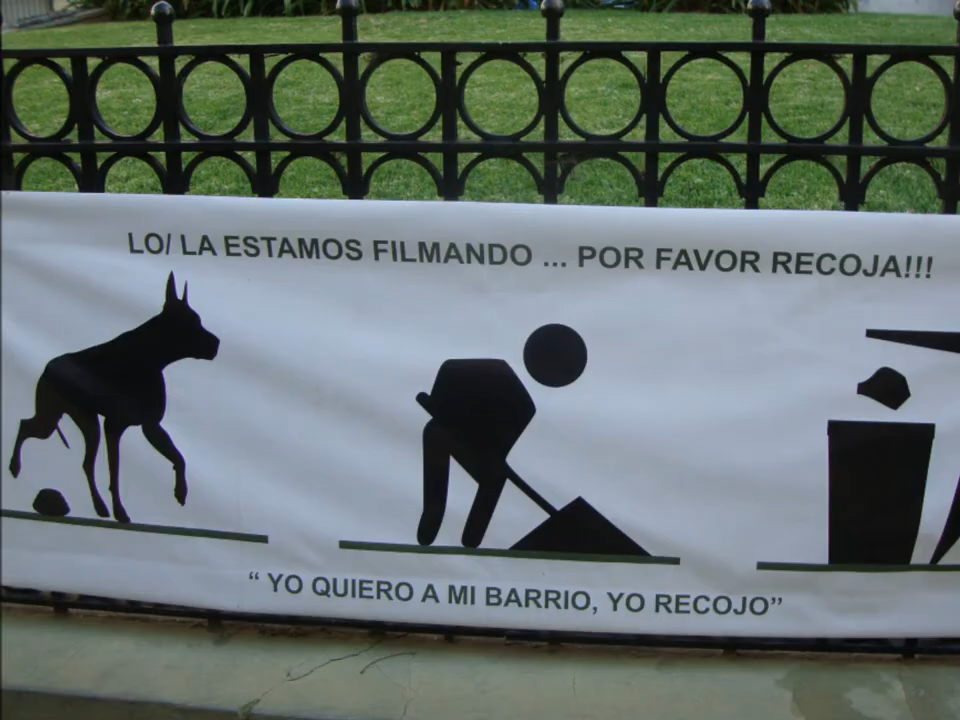 LO/ LA ESTAMOS FILMANDO ... POR FAVOR RECOJA!!!
“ YO QUIERO A MI BARRIO, YO RECOJO”